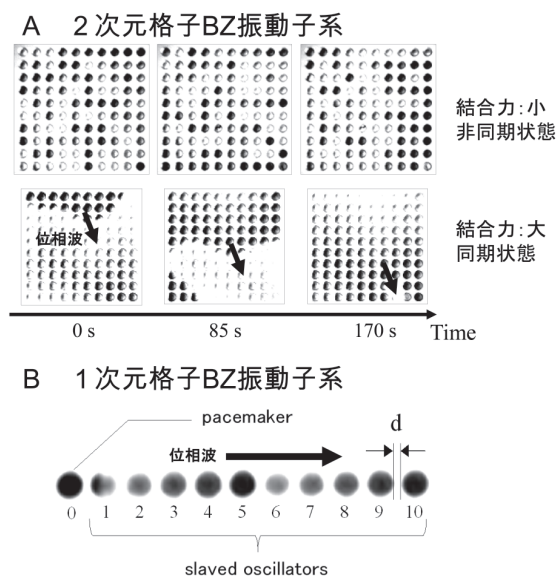 A 2次元格子BZ振動子系
結合力:小
非同期状態
位相波
結合力:大
同期状態
0 s 85 s 170 s Time
B 1次元格子BZ振動子系
pacemaker
d
位相波
0 1 2 3 4 5 6 7 8 9 10
slaved oscillators